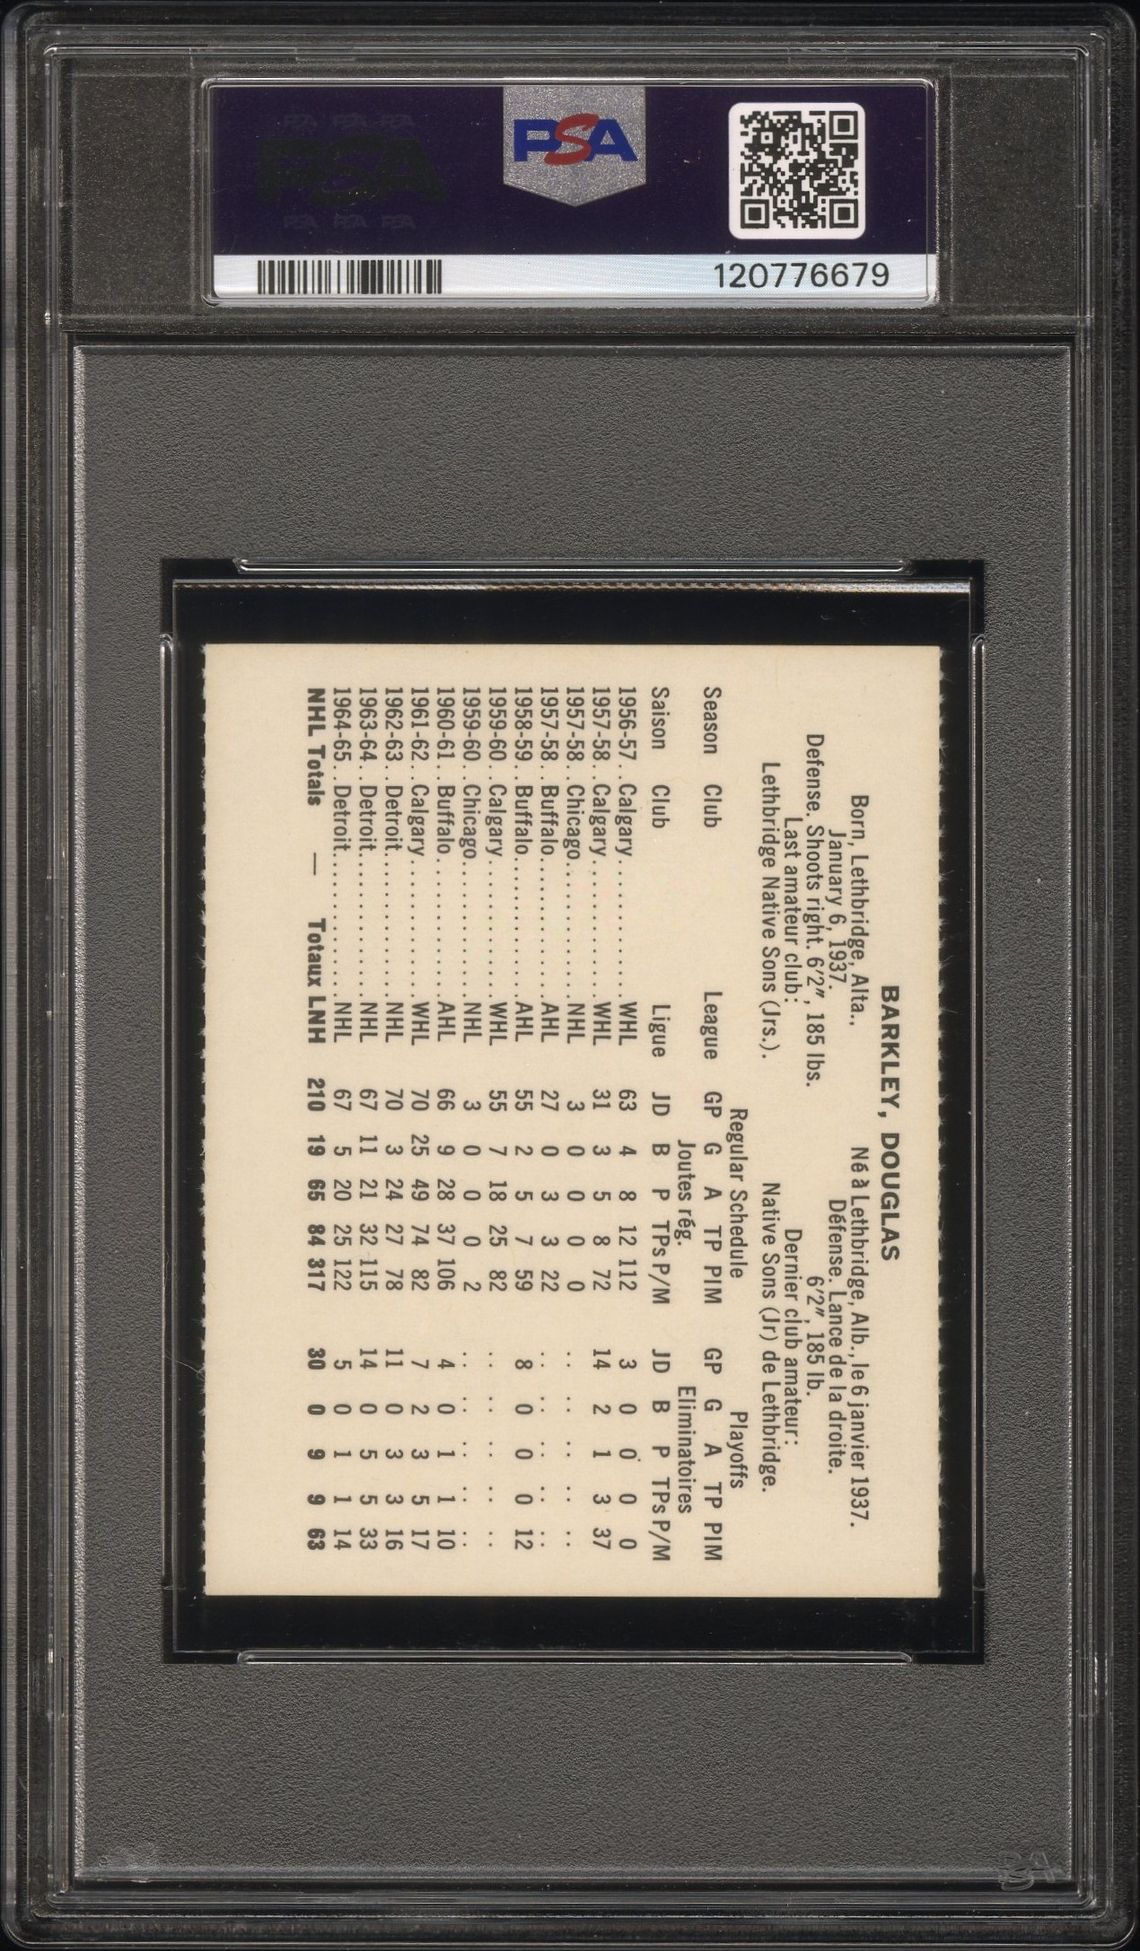 PSA
120776679
BARKLEY, DOUGLAS
Born, Lethbridge, Alta.,
January 6, 1937.
Defense. Shoots right. 6'2", 185 lbs.
Last amateur club:
Lethbridge Native Sons (Jrs.).
Né à Lethbridge, Alb., le 6 janvier 1937.
Défense. Lance de la droite.
6'2", 185 lb.
Dernier club amateur:
Native Sons (Jr) de Lethbridge.
Regular Schedule Playoffs
Season Club League GP G A TP PIM GP G A TP PIM
Joutes rég. Eliminatoires
Saison Club Ligue JD B P TPs P/M JD B P TPs P/M
1956-57..Calgary.............WHL 63 4 8 12 112 3 0 0 0 0
1957-58..Calgary.............WHL 31 3 5 8 72 14 2 1 3 37
1957-58..Chicago.............NHL 3 0 0 0 0 .. .. .. .. ..
1957-58..Buffalo.............AHL 27 0 3 3 22 .. .. .. .. ..
1958-59..Buffalo.............AHL 55 2 5 7 59 8 0 0 0 12
1959-60..Calgary.............WHL 55 7 18 25 82 .. .. .. .. ..
1959-60..Chicago.............NHL 3 0 0 0 2 .. .. .. .. ..
1960-61..Buffalo.............AHL 66 9 28 37 106 4 0 1 1 10
1961-62..Calgary.............WHL 70 25 49 74 82 7 2 3 5 17
1962-63..Detroit.............NHL 70 3 24 27 78 11 0 3 3 16
1963-64..Detroit.............NHL 67 11 21 32 115 14 0 5 5 33
1964-65..Detroit.............NHL 67 5 20 25 122 5 0 1 1 14
NHL Totals — Totaux LNH 210 19 65 84 317 30 0 9 9 63